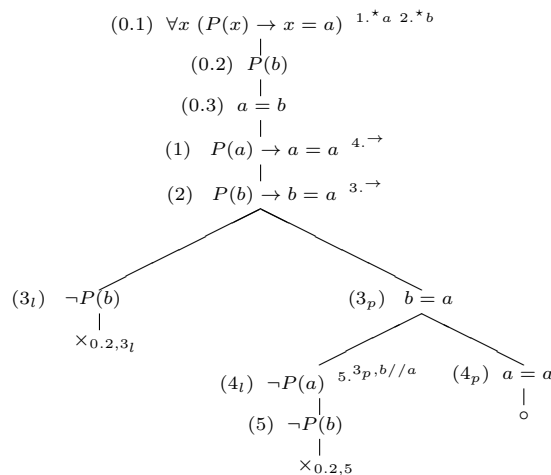 (0.1) ∀x (P(x) → x = a) 1.⋆a 2.⋆b
(0.2) P(b)
(0.3) a = b
(1) P(a) → a = a 4.→
(2) P(b) → b = a 3.→
(3ₗ) ¬P(b) (3ₚ) b = a
×0.2,3ₗ
(4ₗ) ¬P(a) 5.3ₚ,b//a (4ₚ) a = a
(5) ¬P(b) ∘
×0.2,5